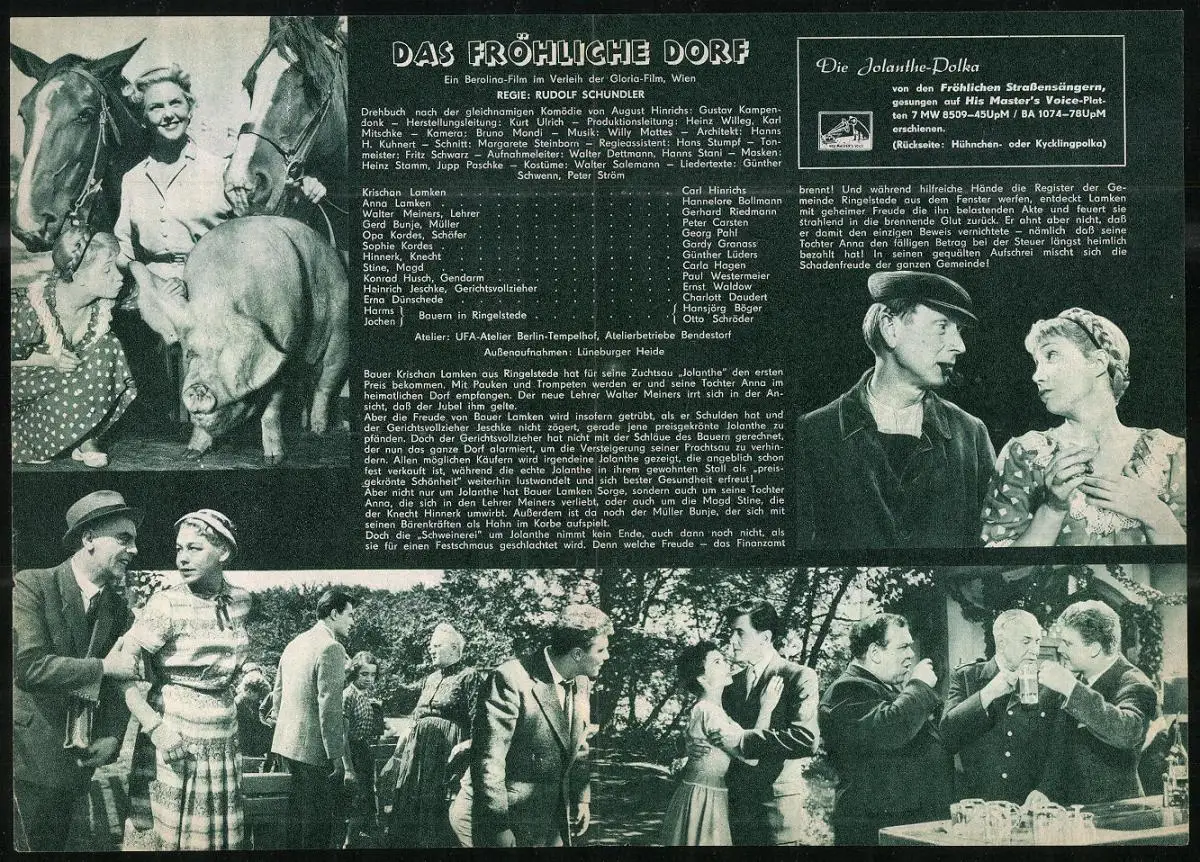 DAS FRÖHLICHE DORF
Ein Berolina-Film im Verleih der Gloria-Film, Wien
REGIE: RUDOLF SCHÜNDLER
Drehbuch nach der gleichnamigen Komödie von August Hinrichs: Gustav Kampen-
donk – Herstellungsleitung: Kurt Ulrich – Produktionsleitung: Heinz Willeg, Karl
Mitschke – Kamera: Bruno Mondi – Musik: Willy Mattes – Architekt: Hanns
H. Kuhnert – Schnitt: Margarete Steinborn – Regieassistent: Hans Stumpf – Ton-
meister: Fritz Schwarz – Aufnahmeleiter: Walter Dettmann, Hanns Stani – Masken:
Heinz Stamm, Jupp Paschke – Kostüme: Walter Salemann – Liedertexte: Günther
Schwenn, Peter Ström
Krischan Lamken . . . . . . . . . . Carl Hinrichs
Anna Lamken . . . . . . . . . . Hannelore Bollmann
Walter Meiners, Lehrer . . . . . . . . . . Gerhard Riedmann
Gerd Bunje, Müller . . . . . . . . . . Peter Carsten
Opa Kordes, Schäfer . . . . . . . . . . Georg Pahl
Sophie Kordes . . . . . . . . . . Gardy Granass
Hinnerk, Knecht . . . . . . . . . . Günther Lüders
Stine, Magd . . . . . . . . . . Carla Hagen
Konrad Husch, Gendarm . . . . . . . . . . Paul Westermeier
Heinrich Jeschke, Gerichtsvollzieher . . . . . . . . . . Ernst Waldow
Erna Dünschede . . . . . . . . . . Charlott Daudert
Harms } Bauern in Ringelstede . . . . . . . . . . { Hansjörg Böger
Jochen } { Otto Schröder
Atelier: UFA-Atelier Berlin-Tempelhof, Atelierbetriebe Bendestorf
Außenaufnahmen: Lüneburger Heide
Bauer Krischan Lamken aus Ringelstede hat für seine Zuchtsau „Jolanthe" den ersten
Preis bekommen. Mit Pauken und Trompeten werden er und seine Tochter Anna im
heimatlichen Dorf empfangen. Der neue Lehrer Walter Meiners irrt sich in der An-
sicht, daß der Jubel ihm gelte.
Aber die Freude von Bauer Lamken wird insofern getrübt, als er Schulden hat und
der Gerichtsvollzieher Jeschke nicht zögert, gerade jene preisgekrönte Jolanthe zu
pfänden. Doch der Gerichtsvollzieher hat nicht mit der Schläue des Bauern gerechnet,
der nun das ganze Dorf alarmiert, um die Versteigerung seiner Prachtsau zu verhin-
dern. Allen möglichen Käufern wird irgendeine Jolanthe gezeigt, die angeblich schon
fest verkauft ist, während die echte Jolanthe in ihrem gewohnten Stall als „preis-
gekrönte Schönheit" weiterhin lustwandelt und sich bester Gesundheit erfreut!
Aber nicht nur um Jolanthe hat Bauer Lamken Sorge, sondern auch um seine Tochter
Anna, die sich in den Lehrer Meiners verliebt, oder auch um die Magd Stine, die
der Knecht Hinnerk umwirbt. Außerdem ist da noch der Müller Bunje, der sich mit
seinen Bärenkräften als Hahn im Korbe aufspielt.
Doch die „Schweinerei" um Jolanthe nimmt kein Ende, auch dann noch nicht, als
sie für einen Festschmaus geschlachtet wird. Denn welche Freude – das Finanzamt
Die Jolanthe-Polka
von den Fröhlichen Straßensängern,
gesungen auf His Master's Voice-Plat-
ten 7 MW 8509–45UpM / BA 1074–78UpM
erschienen.
(Rückseite: Hühnchen- oder Kycklingpolka)
HIS MASTER'S VOICE
brennt! Und während hilfreiche Hände die Register der Ge-
meinde Ringelstede aus dem Fenster werfen, entdeckt Lamken
mit geheimer Freude die ihn belastenden Akte und feuert sie
strahlend in die brennende Glut zurück. Er ahnt aber nicht, daß
er damit den einzigen Beweis vernichtete – nämlich daß seine
Tochter Anna den fälligen Betrag bei der Steuer längst heimlich
bezahlt hat! In seinen gequälten Aufschrei mischt sich die
Schadenfreude der ganzen Gemeinde!